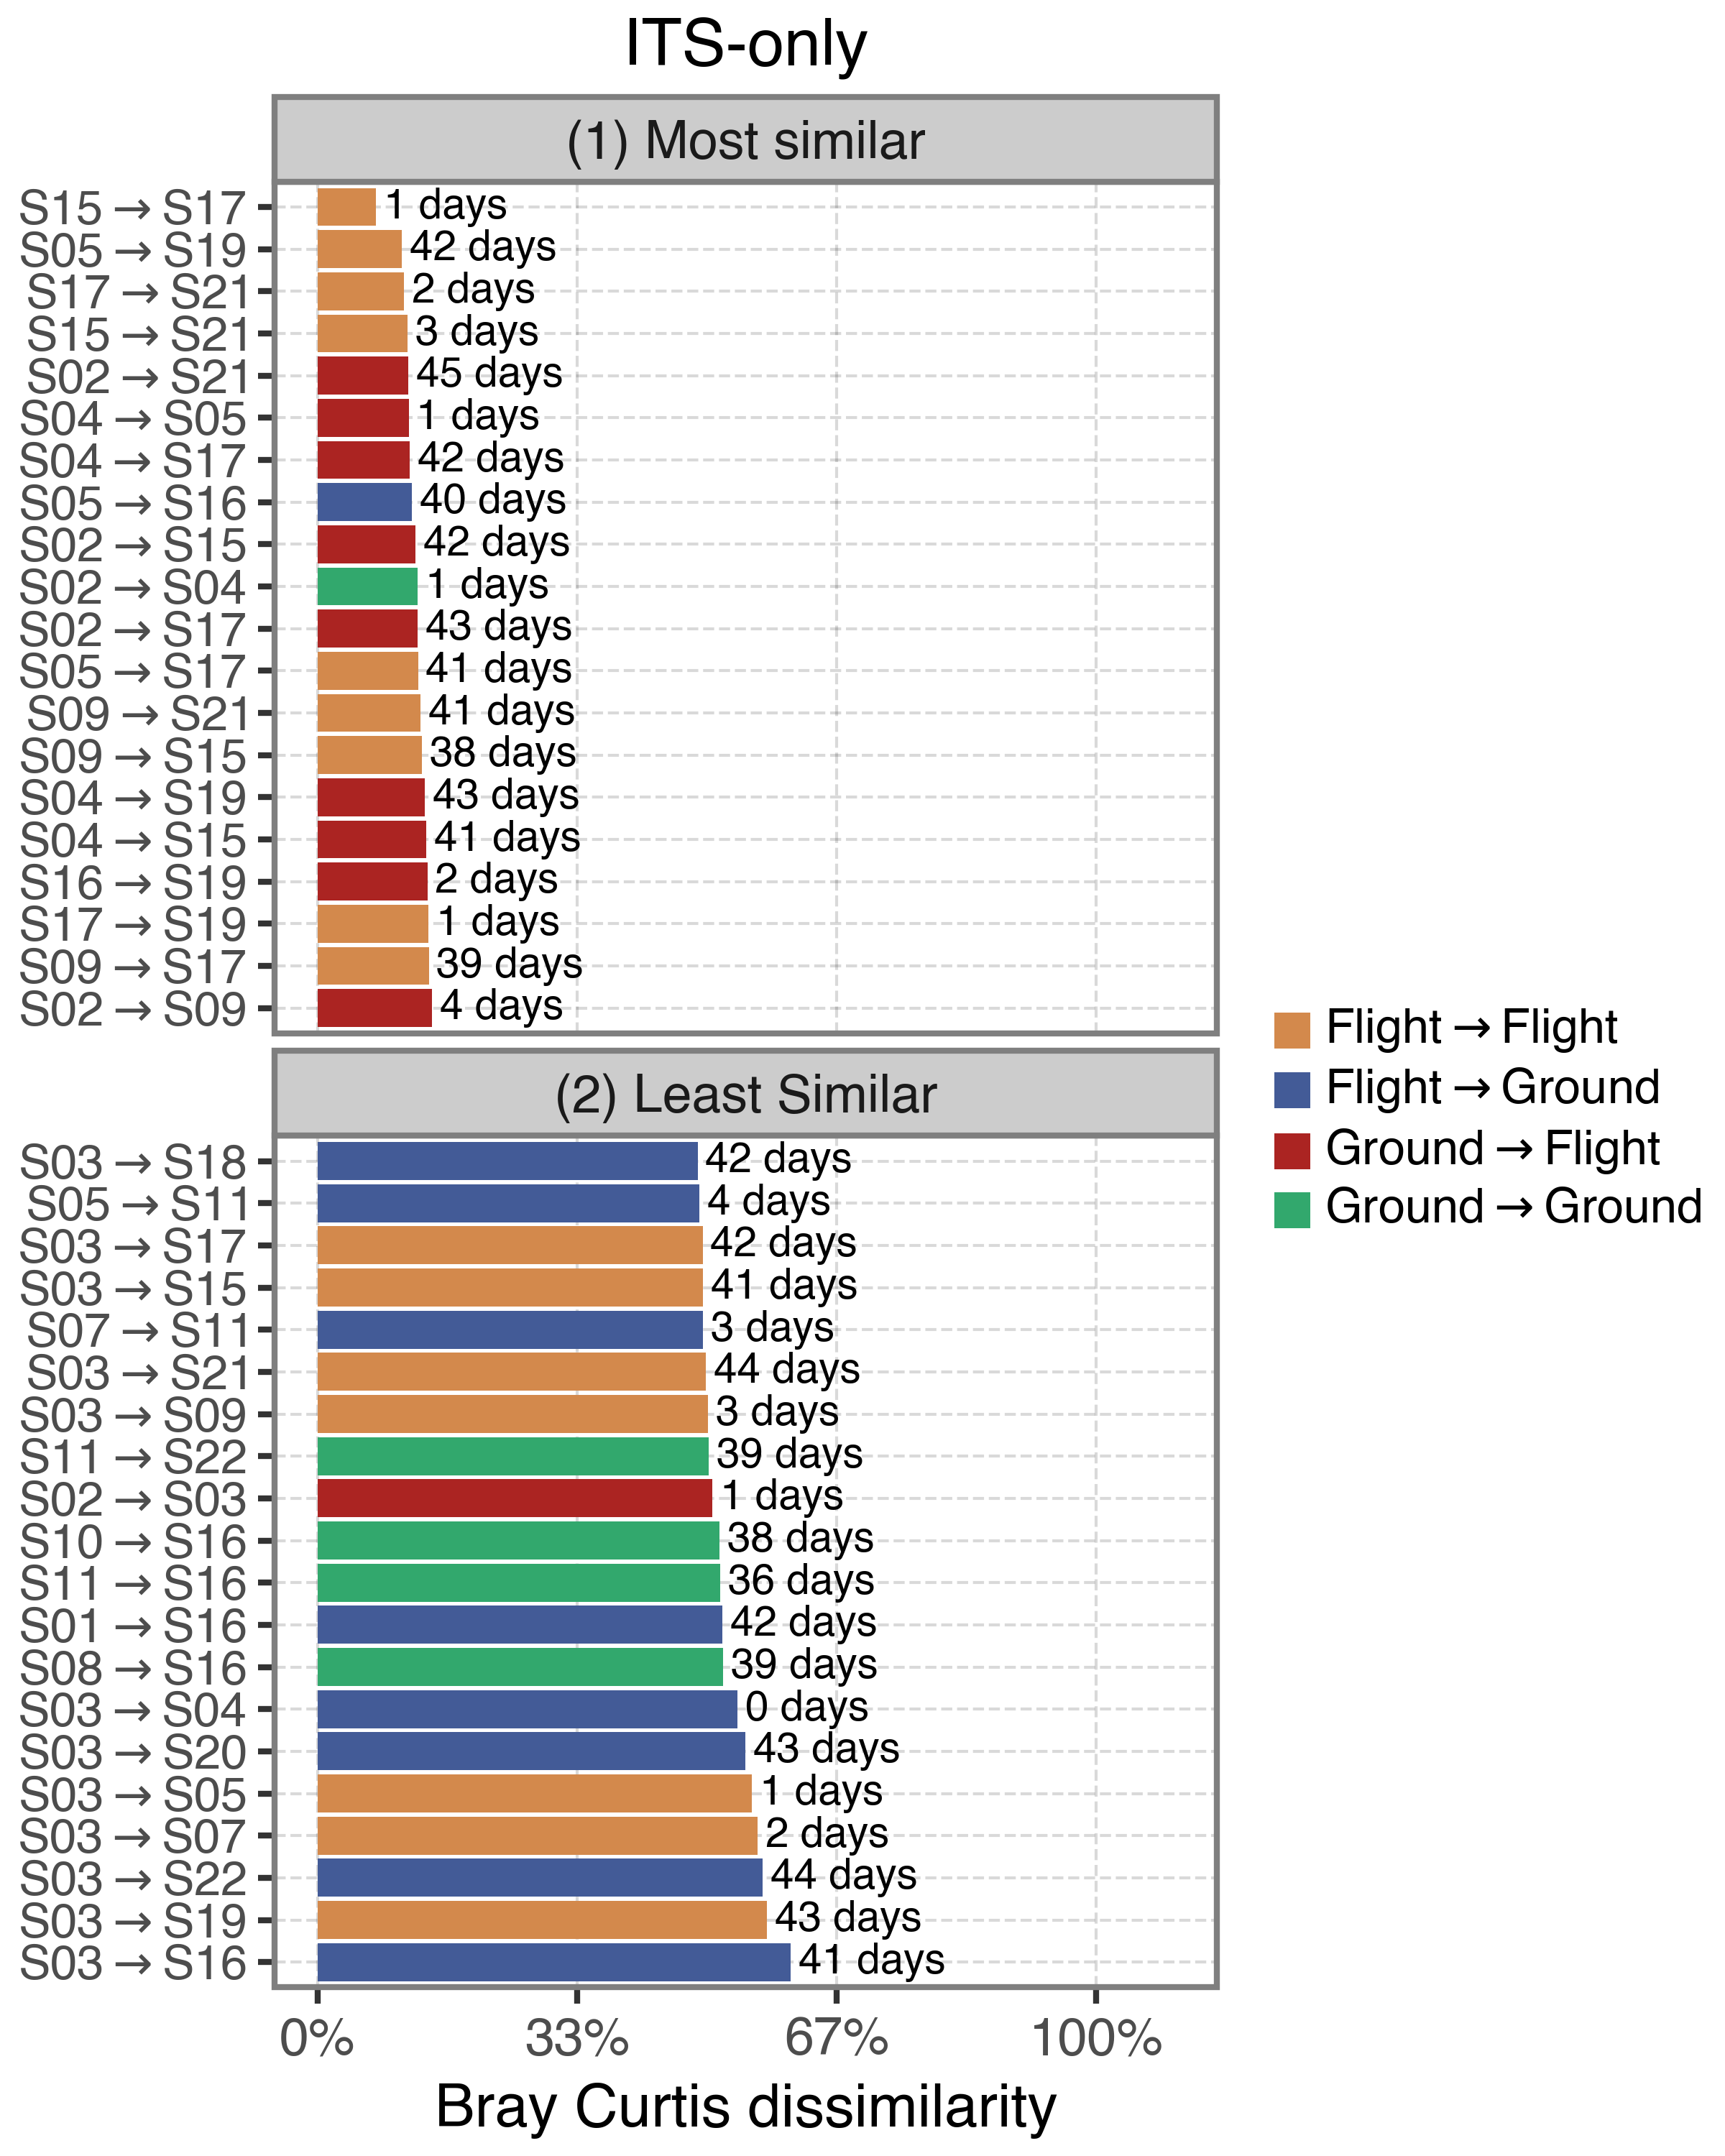 ITS-only
(1) Most similar
S15→S17 1 days
S05→S19 42 days
S17→S21 2 days
S15→S21 3 days
S02→S21 45 days
S04→S05 1 days
S04→S17 42 days
S05→S16 40 days
S02→S15 42 days
S02→S04 1 days
S02→S17 43 days
S05→S17 41 days
S09→S21 41 days
S09→S15 38 days
S04→S19 43 days
S04→S15 41 days
S16→S19 2 days
S17→S19 1 days
S09→S17 39 days
S02→S09 4 days
(2) Least Similar
S03→S18 42 days
S05→S11 4 days
S03→S17 42 days
S03→S15 41 days
S07→S11 3 days
S03→S21 44 days
S03→S09 3 days
S11→S22 39 days
S02→S03 1 days
S10→S16 38 days
S11→S16 36 days
S01→S16 42 days
S08→S16 39 days
S03→S04 0 days
S03→S20 43 days
S03→S05 1 days
S03→S07 2 days
S03→S22 44 days
S03→S19 43 days
S03→S16 41 days
0% 33% 67% 100%
Bray Curtis dissimilarity
Flight→Flight
Flight→Ground
Ground→Flight
Ground→Ground